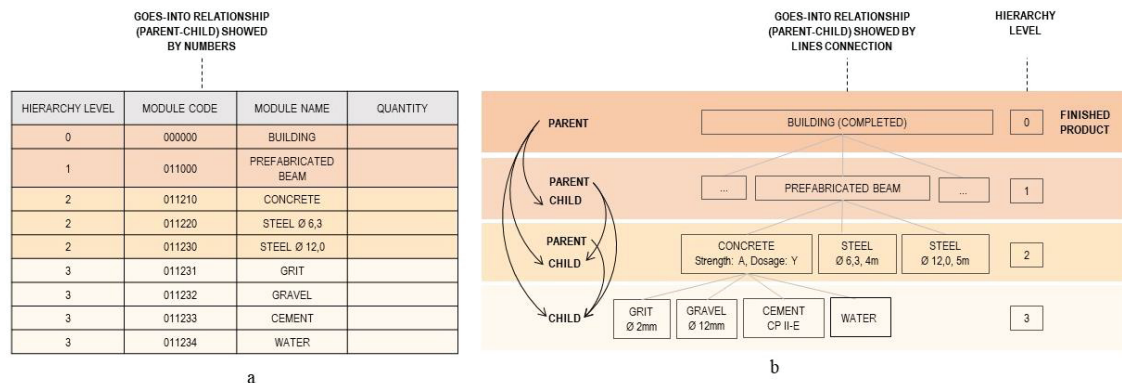 GOES-INTO RELATIONSHIP
(PARENT-CHILD) SHOWED
BY NUMBERS
HIERARCHY LEVEL MODULE CODE MODULE NAME QUANTITY
0 000000 BUILDING
1 011000 PREFABRICATED
BEAM
2 011210 CONCRETE
2 011220 STEEL Ø 6,3
2 011230 STEEL Ø 12,0
3 011231 GRIT
3 011232 GRAVEL
3 011233 CEMENT
3 011234 WATER
a
GOES-INTO RELATIONSHIP
(PARENT-CHILD) SHOWED BY
LINES CONNECTION
HIERARCHY
LEVEL
PARENT BUILDING (COMPLETED) 0 FINISHED
PRODUCT
PARENT
CHILD
... PREFABRICATED BEAM ... 1
PARENT
CHILD
CONCRETE
Strength: A, Dosage: Y
STEEL
Ø 6,3, 4m
STEEL
Ø 12,0, 5m
2
CHILD
GRIT
Ø 2mm
GRAVEL
Ø 12mm
CEMENT
CP II-E
WATER
3
b